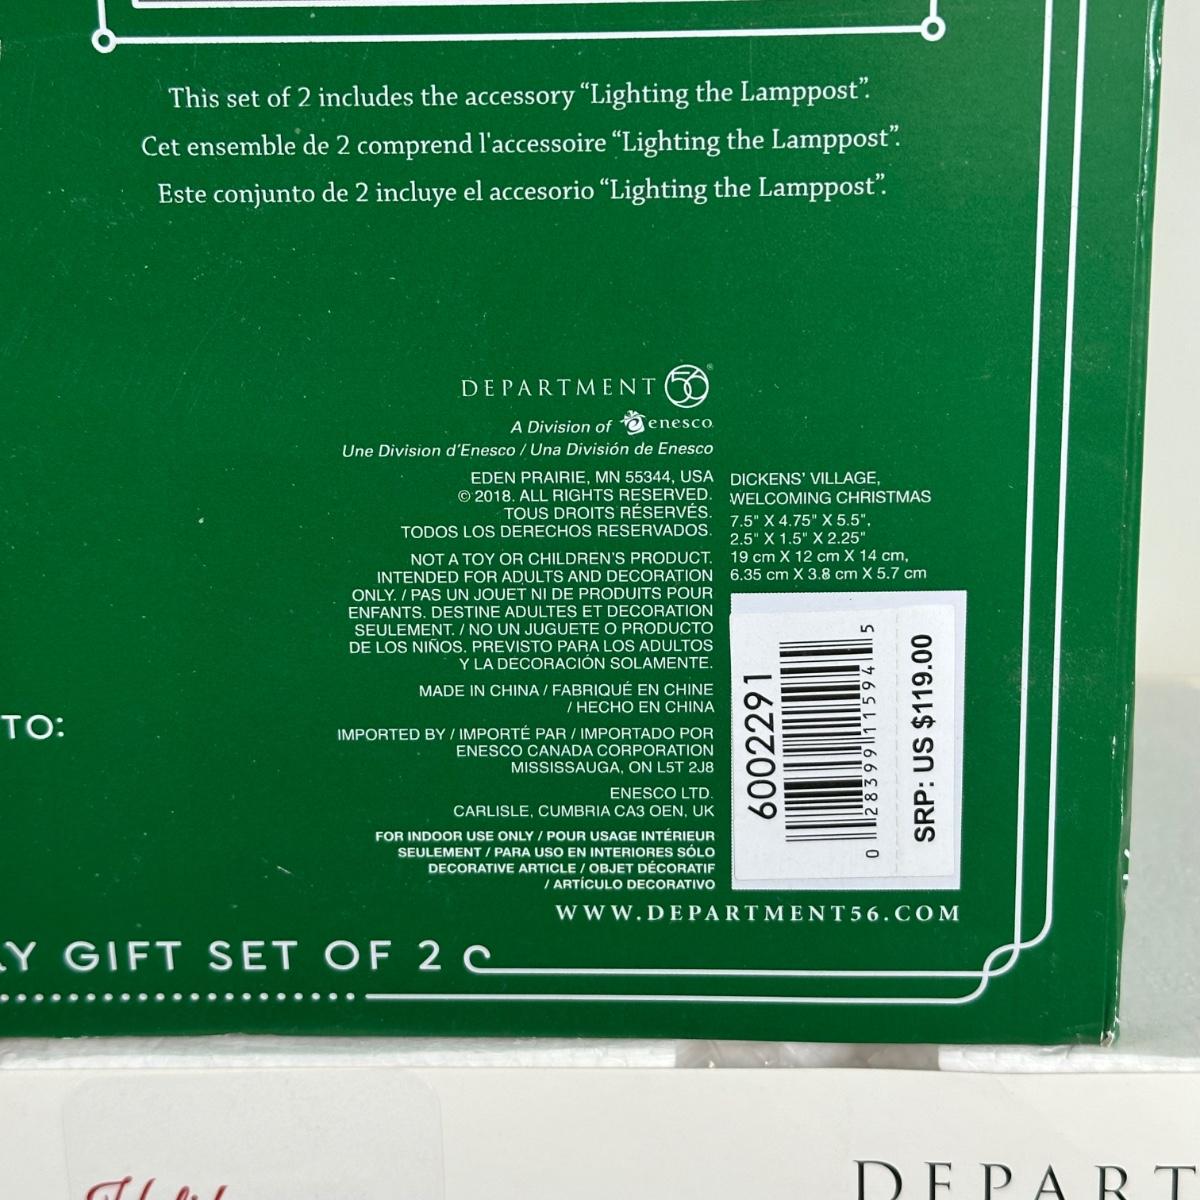 This set of 2 includes the accessory “Lighting the Lamppost”.
Cet ensemble de 2 comprend l'accessoire “Lighting the Lamppost”.
Este conjunto de 2 incluye el accesorio “Lighting the Lamppost”.
DEPARTMENT 56®
A Division of enesco.
Une Division d'Enesco / Una División de Enesco
EDEN PRAIRIE, MN 55344, USA
© 2018. ALL RIGHTS RESERVED.
TOUS DROITS RÉSERVÉS.
TODOS LOS DERECHOS RESERVADOS.
NOT A TOY OR CHILDREN'S PRODUCT.
INTENDED FOR ADULTS AND DECORATION
ONLY. / PAS UN JOUET NI DE PRODUITS POUR
ENFANTS. DESTINE ADULTES ET DECORATION
SEULEMENT. / NO UN JUGUETE O PRODUCTO
DE LOS NIÑOS. PREVISTO PARA LOS ADULTOS
Y LA DECORACIÓN SOLAMENTE.
MADE IN CHINA / FABRIQUÉ EN CHINE
/ HECHO EN CHINA
IMPORTED BY / IMPORTÉ PAR / IMPORTADO POR
ENESCO CANADA CORPORATION
MISSISSAUGA, ON L5T 2J8
ENESCO LTD.
CARLISLE, CUMBRIA CA3 OEN, UK
FOR INDOOR USE ONLY / POUR USAGE INTÉRIEUR
SEULEMENT / PARA USO EN INTERIORES SÓLO
DECORATIVE ARTICLE / OBJET DÉCORATIF
/ ARTÍCULO DECORATIVO
DICKENS' VILLAGE,
WELCOMING CHRISTMAS
7.5" X 4.75" X 5.5",
2.5" X 1.5" X 2.25"
19 cm X 12 cm X 14 cm,
6.35 cm X 3.8 cm X 5.7 cm
6002291
0 28399 11594 5
SRP: US $119.00
WWW.DEPARTMENT56.COM
TO:
Y GIFT SET OF 2
DEPART